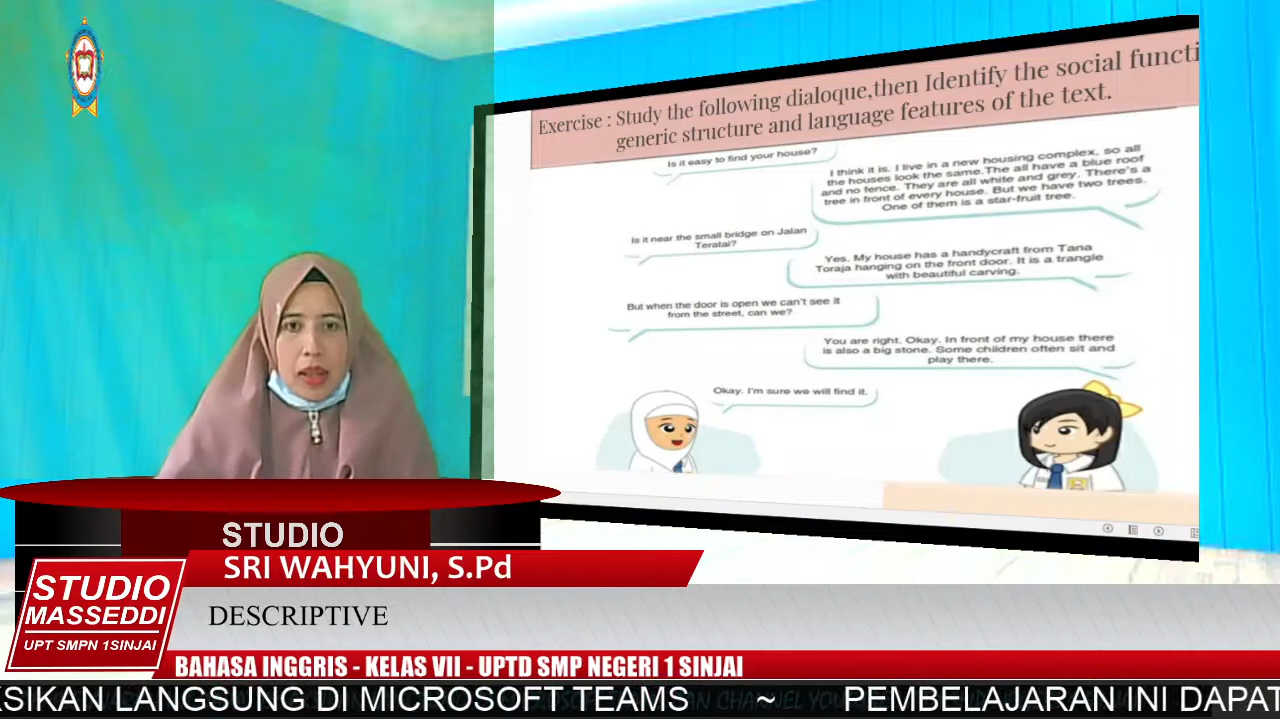 Exercise : Study the following dialoque,then Identify the social functi
generic structure and language features of the text.
Is it easy to find your house?
I think it is. I live in a new housing complex, so all
the houses look the same.The all have a blue roof
and no fence. They are all white and grey. There's a
tree in front of every house. But we have two trees.
One of them is a star-fruit tree.
Is it near the small bridge on Jalan
Teratai?
Yes. My house has a handycraft from Tana
Toraja hanging on the front door. It is a trangle
with beautiful carving.
But when the door is open we can't see it
from the street, can we?
You are right. Okay. In front of my house there
is also a big stone. Some children often sit and
play there.
Okay. I'm sure we will find it.
STUDIO
SRI WAHYUNI, S.Pd
STUDIO
MASSEDDI
UPT SMPN 1SINJAI
DESCRIPTIVE
BAHASA INGGRIS - KELAS VII - UPTD SMP NEGERI 1 SINJAI
KSIKAN LANGSUNG DI MICROSOFT TEAMS ~ PEMBELAJARAN INI DAPAT